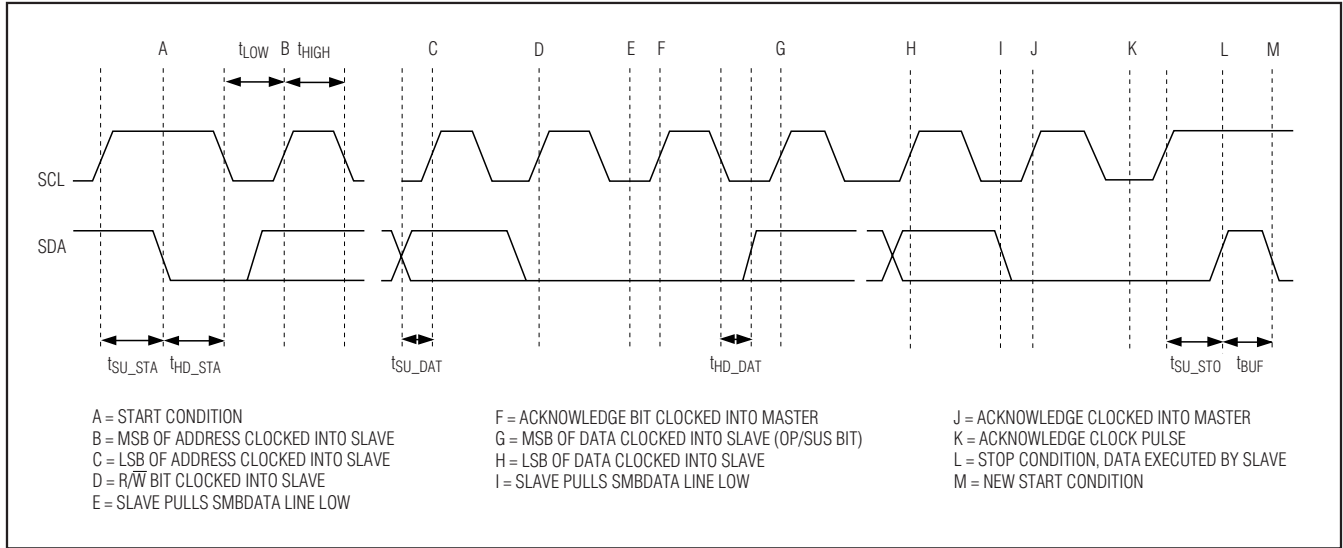 A tLOW B tHIGH C D E F G H I J K L M
SCL
SDA
tSU_STA tHD_STA tSU_DAT tHD_DAT tSU_STO tBUF
A = START CONDITION
B = MSB OF ADDRESS CLOCKED INTO SLAVE
C = LSB OF ADDRESS CLOCKED INTO SLAVE
D = R/W̅ BIT CLOCKED INTO SLAVE
E = SLAVE PULLS SMBDATA LINE LOW
F = ACKNOWLEDGE BIT CLOCKED INTO MASTER
G = MSB OF DATA CLOCKED INTO SLAVE (OP/SUS BIT)
H = LSB OF DATA CLOCKED INTO SLAVE
I = SLAVE PULLS SMBDATA LINE LOW
J = ACKNOWLEDGE CLOCKED INTO MASTER
K = ACKNOWLEDGE CLOCK PULSE
L = STOP CONDITION, DATA EXECUTED BY SLAVE
M = NEW START CONDITION